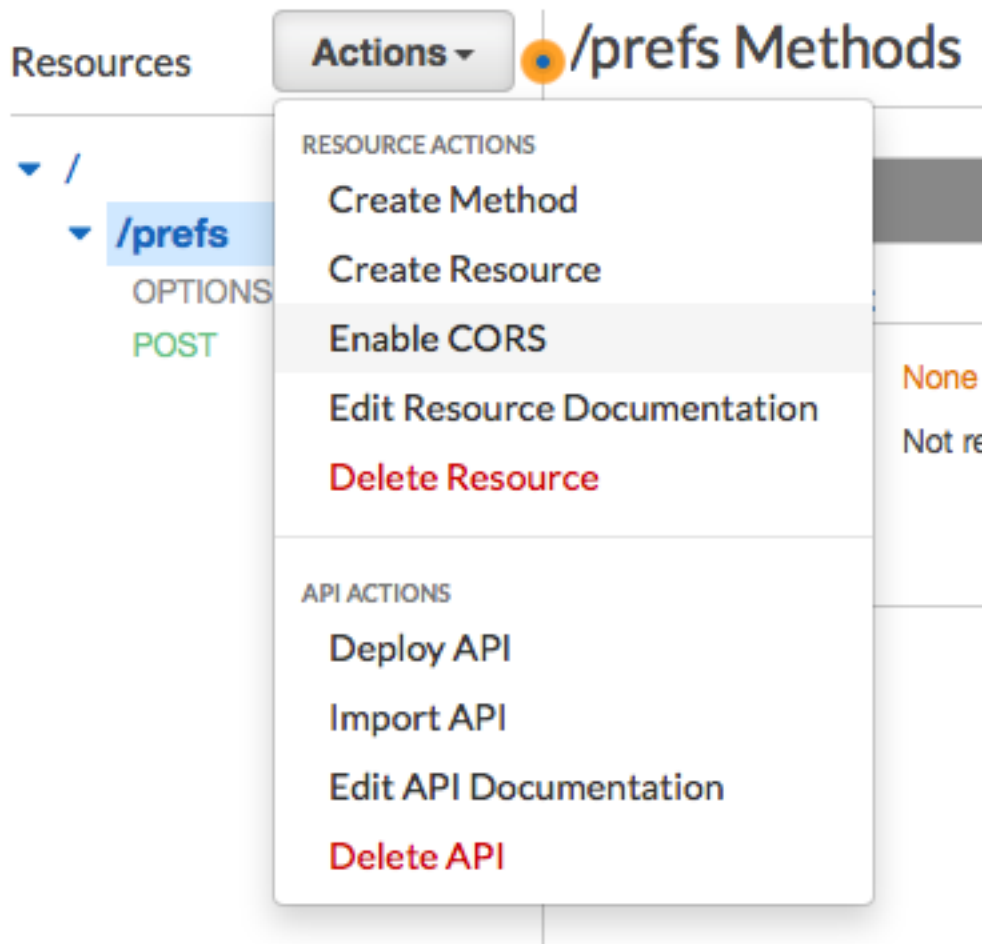 Resources
Actions
/prefs Methods
/
/prefs
OPTIONS
POST
RESOURCE ACTIONS
Create Method
Create Resource
Enable CORS
Edit Resource Documentation
Delete Resource
API ACTIONS
Deploy API
Import API
Edit API Documentation
Delete API
None
Not